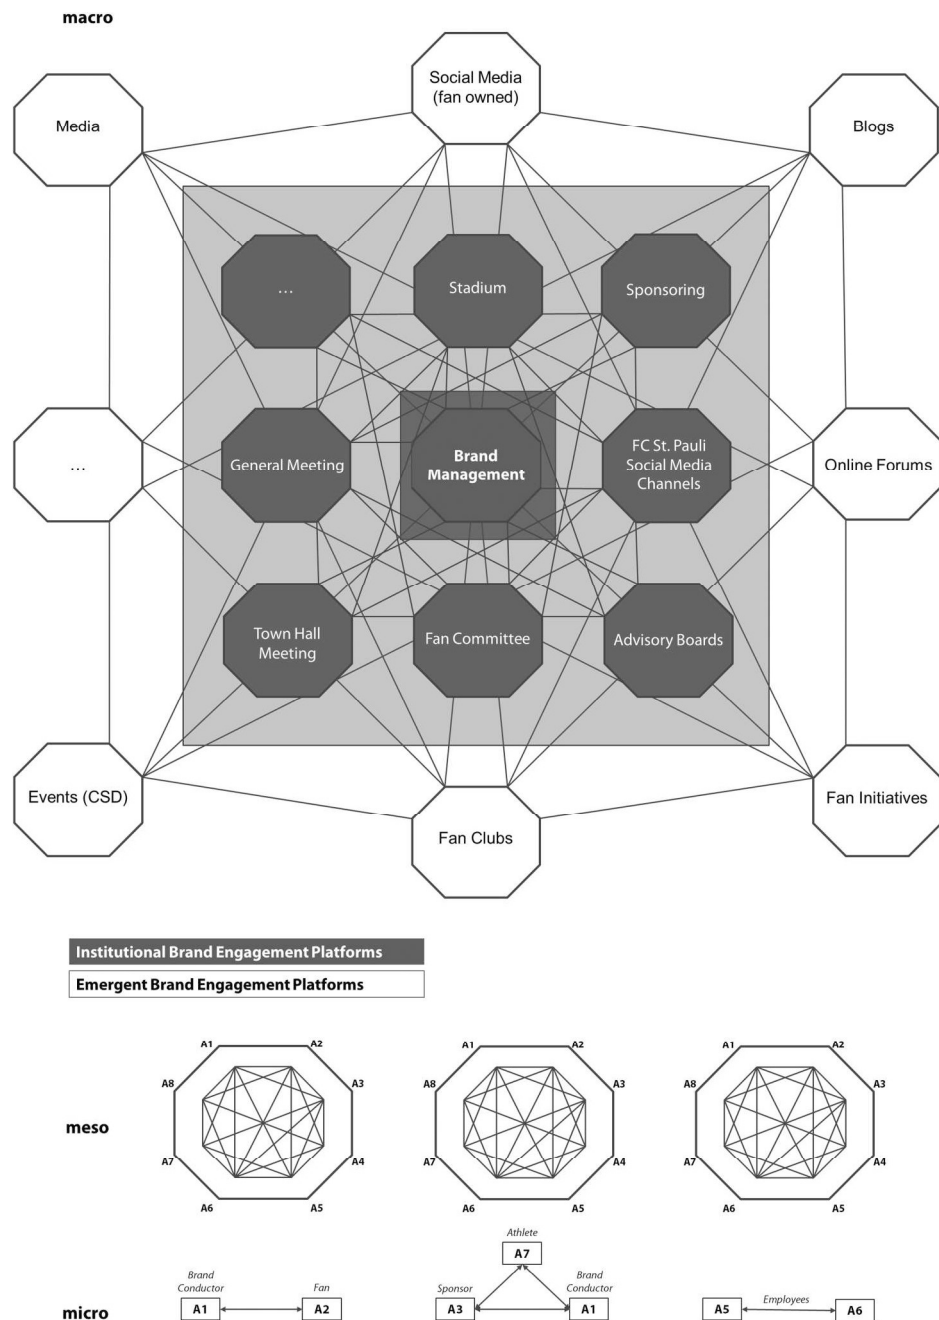 macro
Social Media
(fan owned)
Media
Blogs
…
Stadium
Sponsoring
…
General Meeting
Brand
Management
FC St. Pauli
Social Media
Channels
Online Forums
Town Hall
Meeting
Fan Committee
Advisory Boards
Events (CSD)
Fan Clubs
Fan Initiatives
Institutional Brand Engagement Platforms
Emergent Brand Engagement Platforms
meso
A1 A2
A8 A3
A7 A4
A6 A5
A1 A2
A8 A3
A7 A4
A6 A5
A1 A2
A8 A3
A7 A4
A6 A5
micro
Brand
Conductor
Fan
A1 A2
Athlete
A7
Sponsor
Brand
Conductor
A3 A1
Employees
A5 A6